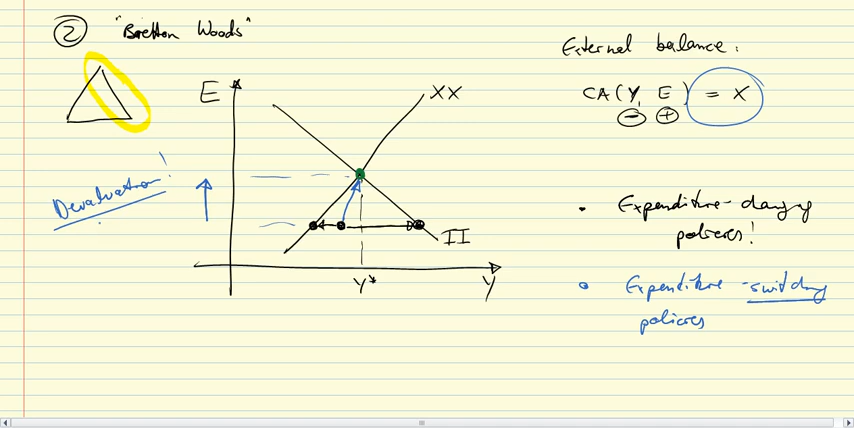 ② "Bretton Woods"
External balance:
E
XX
CA(Y, E) = X
- +
Devaluation!
Expenditure-changing
policies!
II
Y*
Y
Expenditure-switching
policies